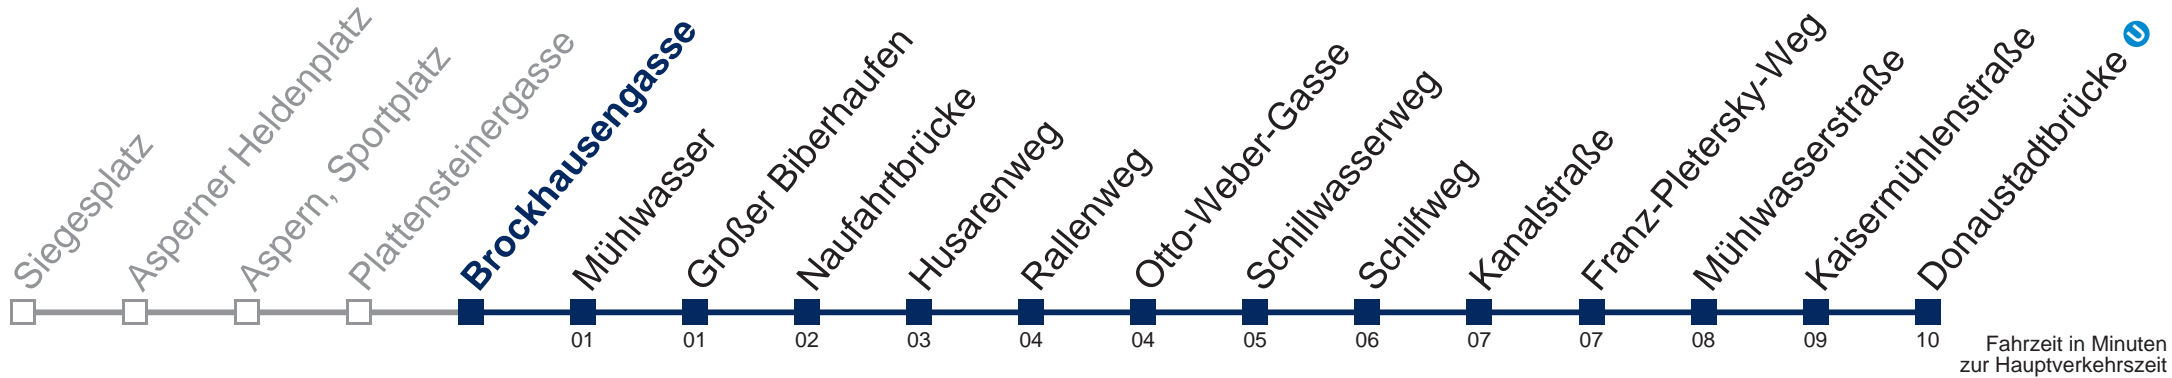 Siegesplatz
Asperner Heldenplatz
Aspern, Sportplatz
Plattensteinergasse
Brockhausengasse
Mühlwasser
Großer Biberhaufen
Naufahrtbrücke
Husarenweg
Rallenweg
Otto-Weber-Gasse
Schillwasserweg
Schilfweg
Kanalstraße
Franz-Pletersky-Weg
Mühlwasserstraße
Kaisermühlenstraße
Donaustadtbrücke U
01 01 02 03 04 04 05 06 07 07 08 09 10
Fahrzeit in Minuten
zur Hauptverkehrszeit